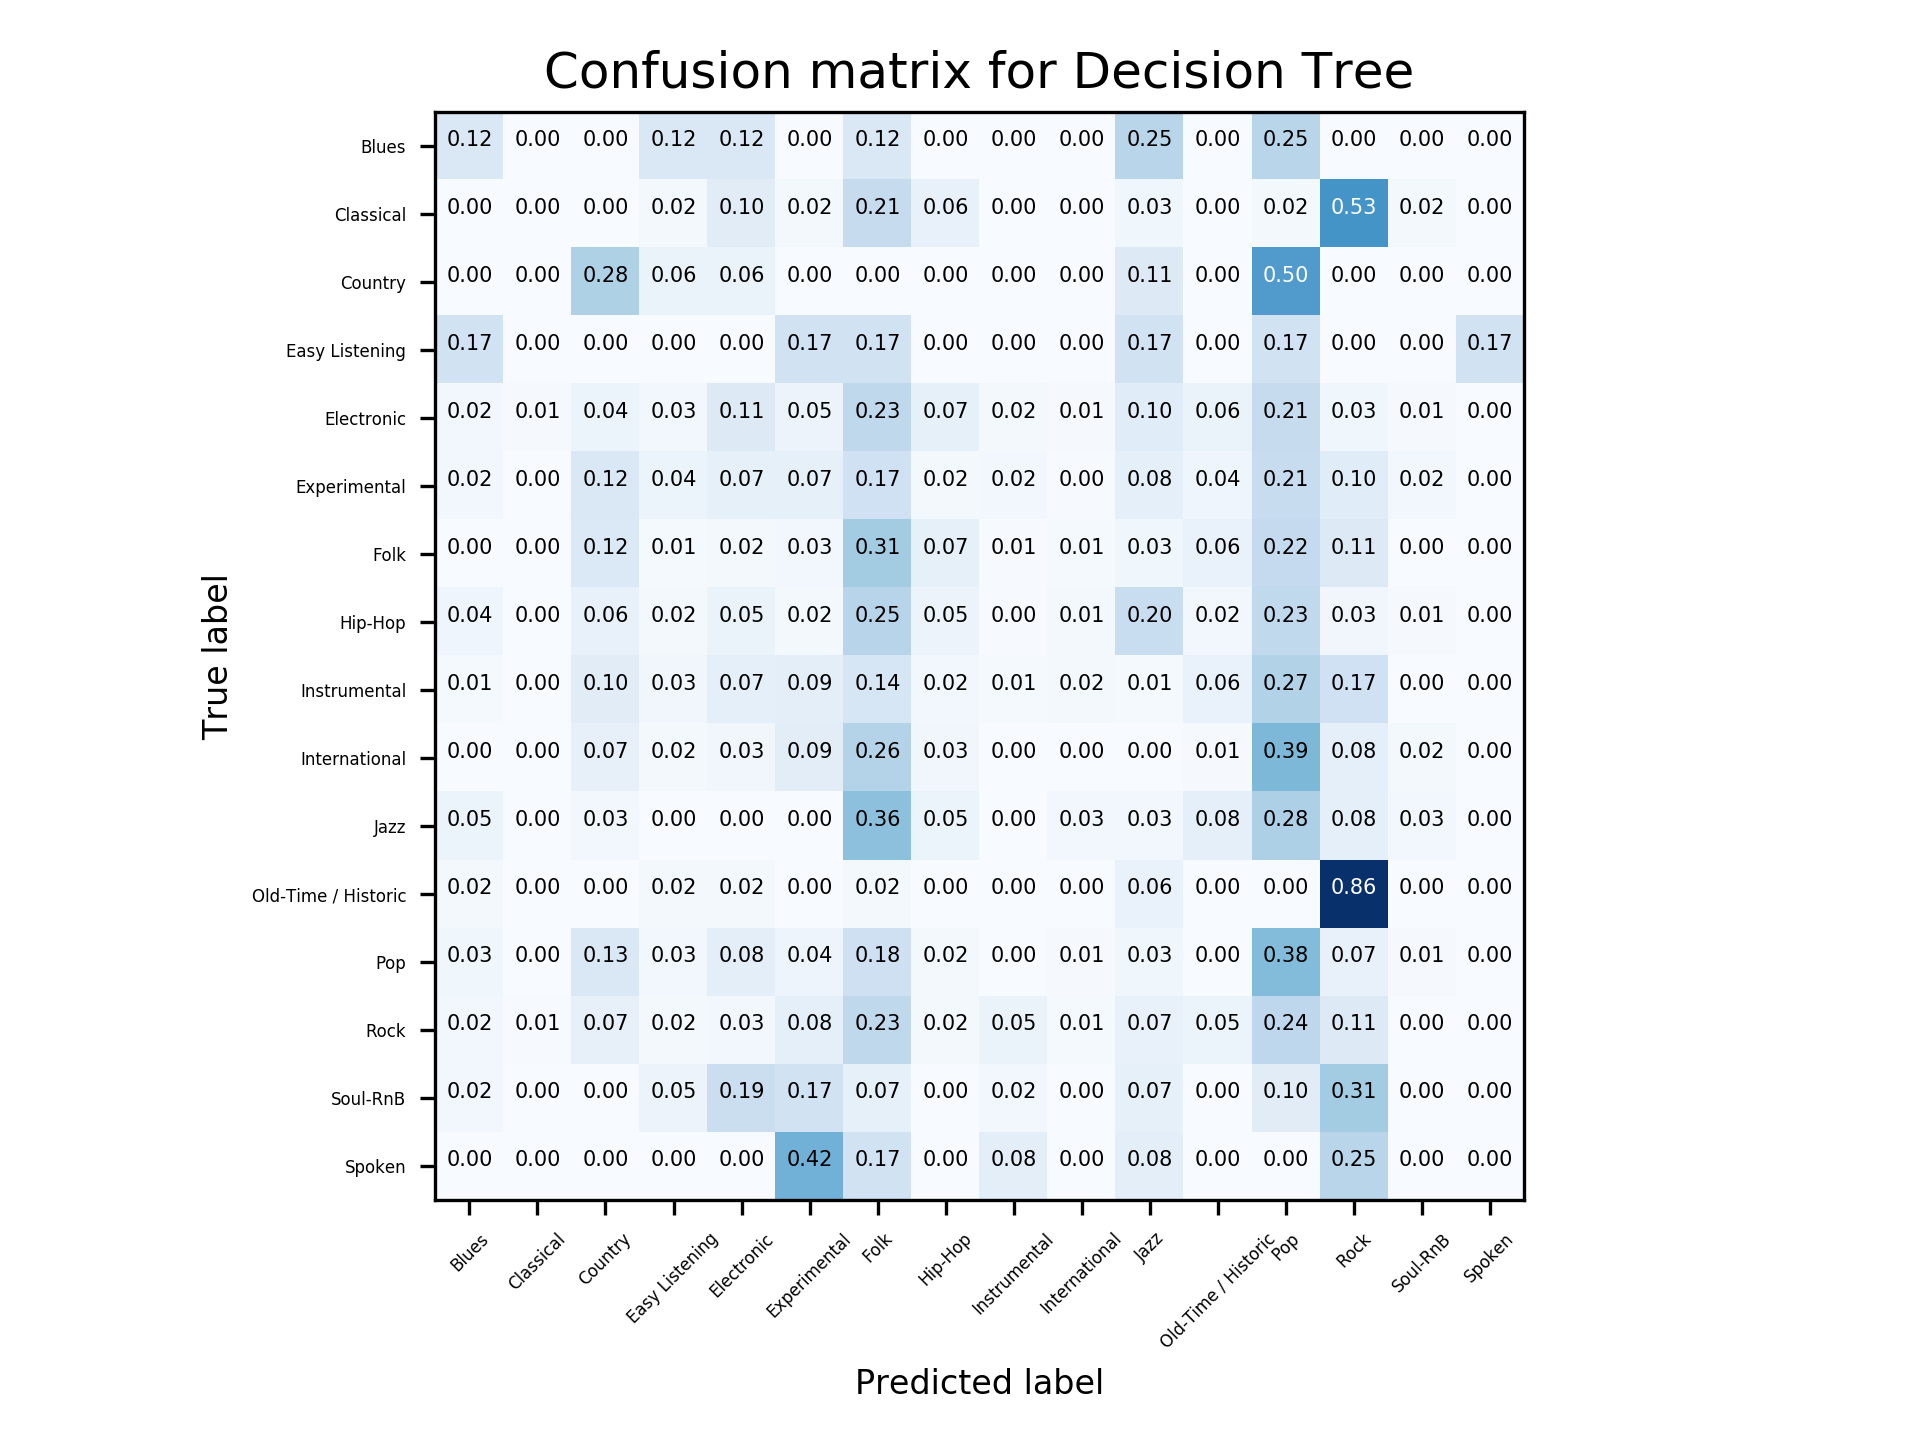 Confusion matrix for Decision Tree
Blues 0.12 0.00 0.00 0.12 0.12 0.00 0.12 0.00 0.00 0.00 0.25 0.00 0.25 0.00 0.00 0.00
Classical 0.00 0.00 0.00 0.02 0.10 0.02 0.21 0.06 0.00 0.00 0.03 0.00 0.02 0.53 0.02 0.00
Country 0.00 0.00 0.28 0.06 0.06 0.00 0.00 0.00 0.00 0.00 0.11 0.00 0.50 0.00 0.00 0.00
Easy Listening 0.17 0.00 0.00 0.00 0.00 0.17 0.17 0.00 0.00 0.00 0.17 0.00 0.17 0.00 0.00 0.17
Electronic 0.02 0.01 0.04 0.03 0.11 0.05 0.23 0.07 0.02 0.01 0.10 0.06 0.21 0.03 0.01 0.00
Experimental 0.02 0.00 0.12 0.04 0.07 0.07 0.17 0.02 0.02 0.00 0.08 0.04 0.21 0.10 0.02 0.00
Folk 0.00 0.00 0.12 0.01 0.02 0.03 0.31 0.07 0.01 0.01 0.03 0.06 0.22 0.11 0.00 0.00
Hip-Hop 0.04 0.00 0.06 0.02 0.05 0.02 0.25 0.05 0.00 0.01 0.20 0.02 0.23 0.03 0.01 0.00
Instrumental 0.01 0.00 0.10 0.03 0.07 0.09 0.14 0.02 0.01 0.02 0.01 0.06 0.27 0.17 0.00 0.00
International 0.00 0.00 0.07 0.02 0.03 0.09 0.26 0.03 0.00 0.00 0.00 0.01 0.39 0.08 0.02 0.00
Jazz 0.05 0.00 0.03 0.00 0.00 0.00 0.36 0.05 0.00 0.03 0.03 0.08 0.28 0.08 0.03 0.00
Old-Time / Historic 0.02 0.00 0.00 0.02 0.02 0.00 0.02 0.00 0.00 0.00 0.06 0.00 0.00 0.86 0.00 0.00
Pop 0.03 0.00 0.13 0.03 0.08 0.04 0.18 0.02 0.00 0.01 0.03 0.00 0.38 0.07 0.01 0.00
Rock 0.02 0.01 0.07 0.02 0.03 0.08 0.23 0.02 0.05 0.01 0.07 0.05 0.24 0.11 0.00 0.00
Soul-RnB 0.02 0.00 0.00 0.05 0.19 0.17 0.07 0.00 0.02 0.00 0.07 0.00 0.10 0.31 0.00 0.00
Spoken 0.00 0.00 0.00 0.00 0.00 0.42 0.17 0.00 0.08 0.00 0.08 0.00 0.00 0.25 0.00 0.00
True label
Blues Classical Country Easy Listening Electronic Experimental Folk Hip-Hop Instrumental International Jazz Old-Time / Historic Pop Rock Soul-RnB Spoken
Predicted label